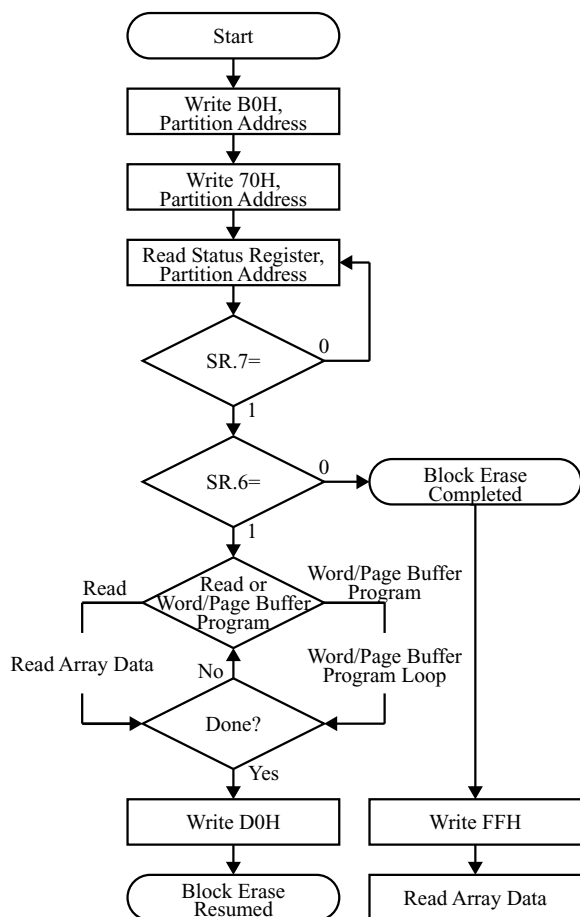 Start
Write B0H,
Partition Address
Write 70H,
Partition Address
Read Status Register,
Partition Address
SR.7=
0
1
SR.6=
0
Block Erase
Completed
1
Read
Read or
Word/Page Buffer
Program
Word/Page Buffer
Program
Read Array Data
No
Word/Page Buffer
Program Loop
Done?
Yes
Write D0H
Write FFH
Block Erase
Resumed
Read Array Data